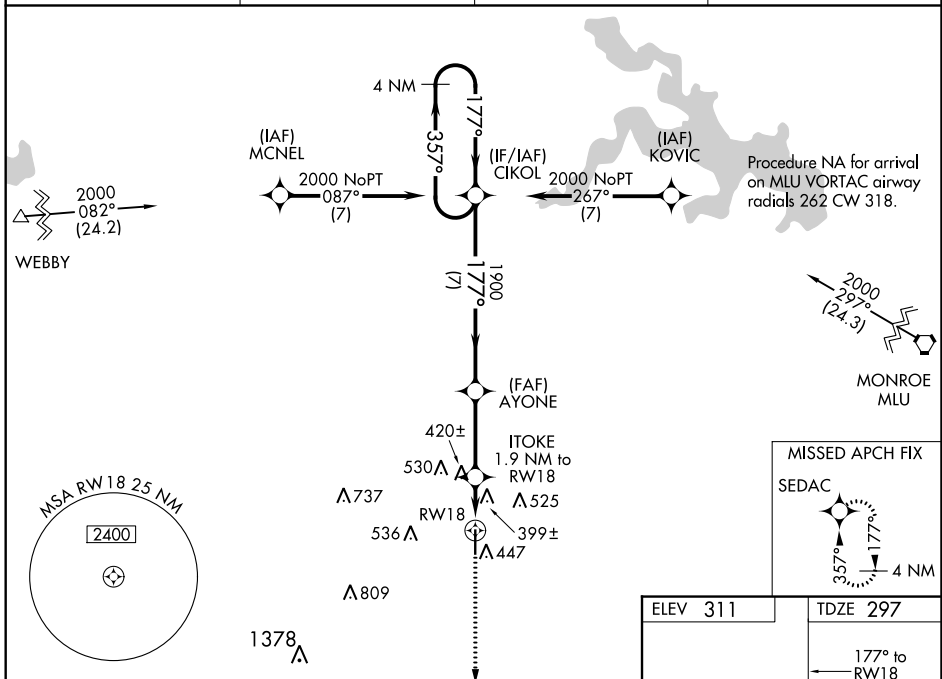 4 NM
177°
357°
(IAF)
MCNEL
(IF/IAF)
CIKOL
(IAF)
KOVIC
2000 NoPT
087°
(7)
2000 NoPT
267°
(7)
Procedure NA for arrival
on MLU VORTAC airway
radials 262 CW 318.
2000
082°
(24.2)
WEBBY
1900
177°
(7)
2000
297°
(24.3)
MONROE
MLU
(FAF)
AYONE
420±
ITOKE
1.9 NM to
RW18
530
737
525
RW18
536
399±
447
809
1378
MSA RW18 25 NM
2400
MISSED APCH FIX
SEDAC
357°
177°
4 NM
ELEV 311
TDZE 297
177° to
RW18